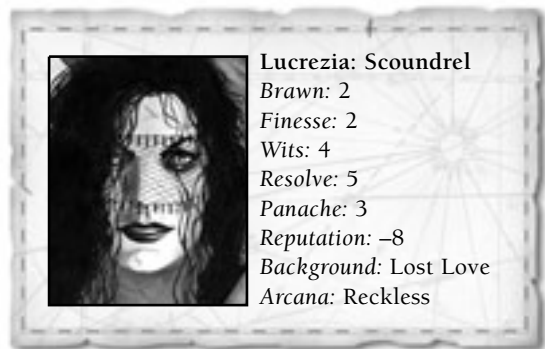 Lucrezia: Scoundrel
Brawn: 2
Finesse: 2
Wits: 4
Resolve: 5
Panache: 3
Reputation: –8
Background: Lost Love
Arcana: Reckless